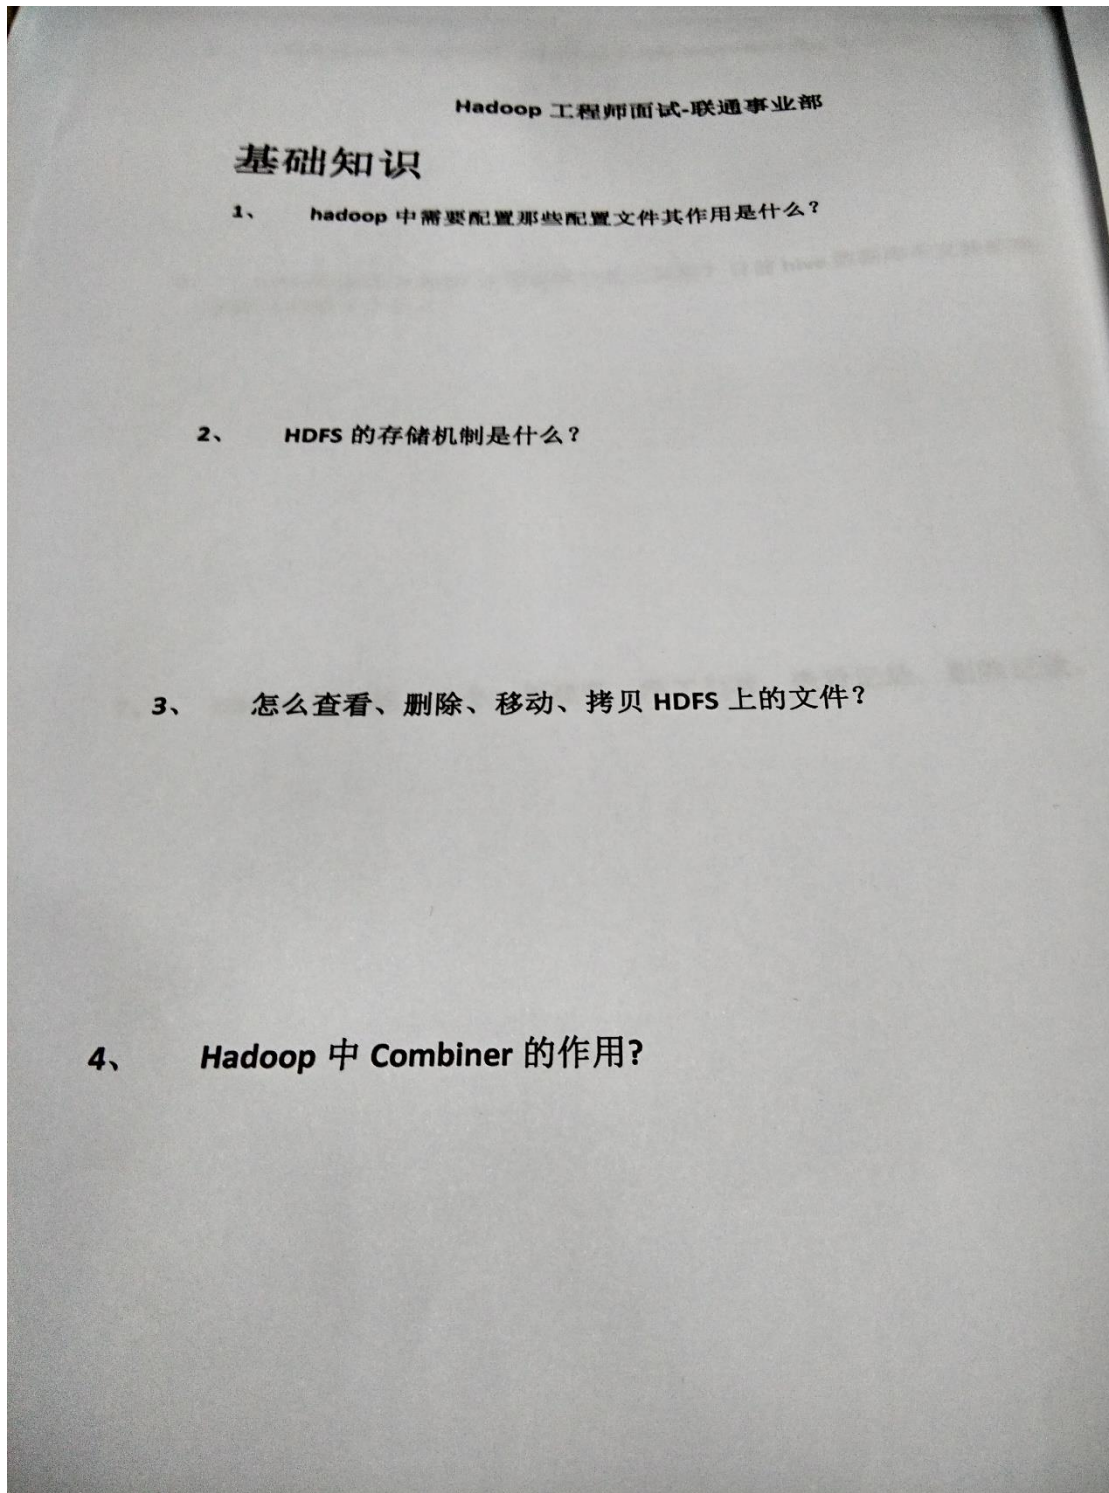 Hadoop 工程师面试-联通事业部
基础知识
1、 hadoop 中需要配置那些配置文件其作用是什么？
2、 HDFS 的存储机制是什么？
3、 怎么查看、删除、移动、拷贝 HDFS 上的文件？
4、 Hadoop 中 Combiner 的作用?